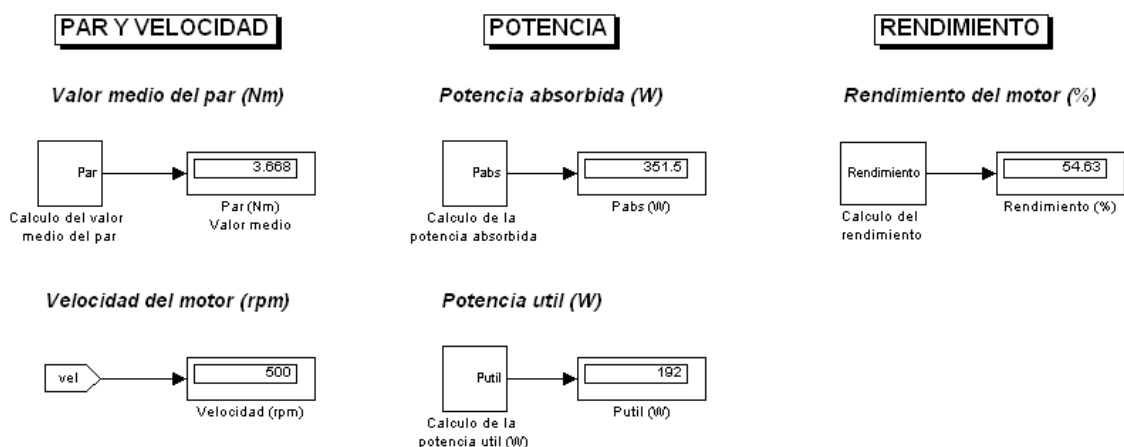 PAR Y VELOCIDAD
POTENCIA
RENDIMIENTO
Valor medio del par (Nm)
Potencia absorbida (W)
Rendimiento del motor (%)
Par
3.668
Par (Nm)
Valor medio
Calculo del valor
medio del par
Pabs
351.5
Pabs (W)
Calculo de la
potencia absorbida
Rendimiento
54.63
Rendimiento (%)
Calculo del
rendimiento
Velocidad del motor (rpm)
Potencia util (W)
vel
500
Velocidad (rpm)
Putil
192
Putil (W)
Calculo de la
potencia util (W)